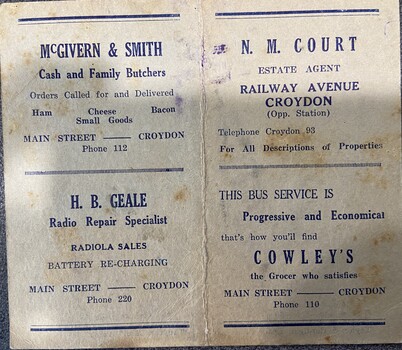 McGIVERN & SMITH
Cash and Family Butchers
Orders Called for and Delivered
Ham Cheese Bacon
Small Goods
MAIN STREET —— CROYDON
Phone 112
H. B. GEALE
Radio Repair Specialist
RADIOLA SALES
BATTERY RE-CHARGING
MAIN STREET —— CROYDON
Phone 220
N. M. COURT
ESTATE AGENT
RAILWAY AVENUE
CROYDON
(Opp. Station)
Telephone Croydon 93
For All Descriptions of Properties
THIS BUS SERVICE IS
Progressive and Economical
that's how you'll find
COWLEY'S
the Grocer who satisfies
MAIN STREET —— CROYDON
Phone 110